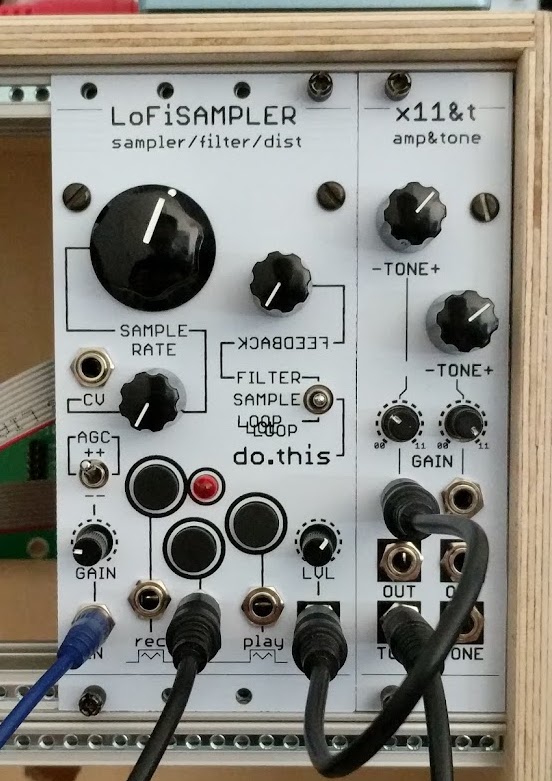 LoFiSAMPLER
sampler/filter/dist
SAMPLE
RATE
FEEDBACK
CV
FILTER
SAMPLE
LOOP
LOOP
do.this
AGC
++
--
GAIN
LVL
rec
play
x11&t
amp&tone
-TONE+
-TONE+
00 11 00 11
GAIN
OUT